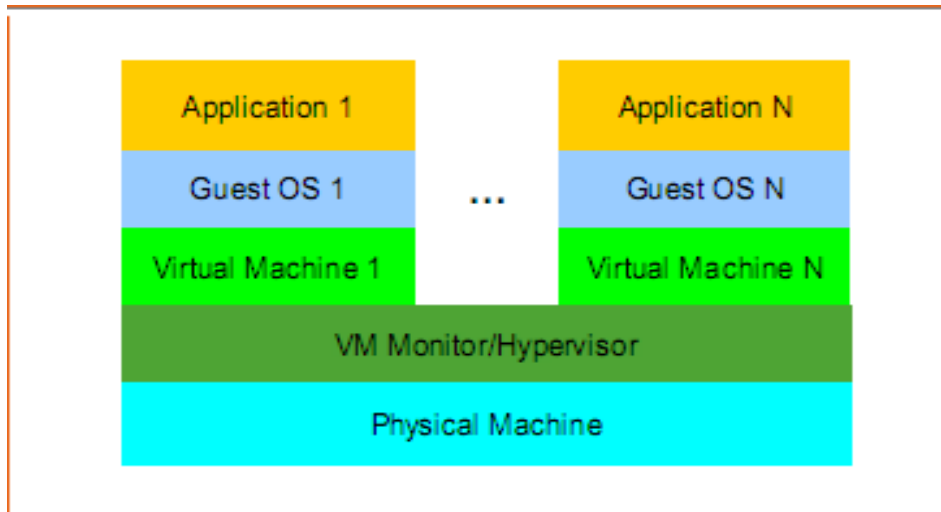 Application 1
Application N
Guest OS 1
...
Guest OS N
Virtual Machine 1
Virtual Machine N
VM Monitor/Hypervisor
Physical Machine